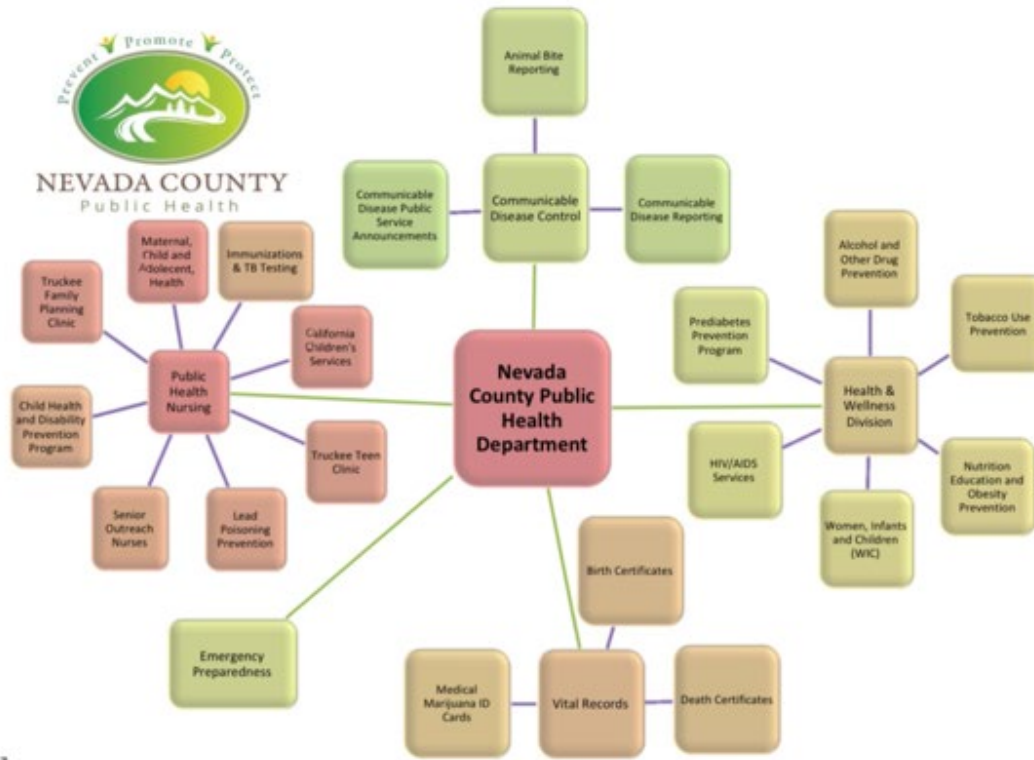 Prevent Promote Protect
NEVADA COUNTY
Public Health
Animal Bite
Reporting
Communicable
Disease Public
Service
Announcements
Communicable
Disease Control
Communicable
Disease Reporting
Maternal,
Child and
Adolecent,
Health
Immunizations
& TB Testing
Truckee
Family
Planning
Clinic
California
Children's
Services
Public
Health
Nursing
Child Health
and Disability
Prevention
Program
Truckee Teen
Clinic
Senior
Outreach
Nurses
Lead
Poisoning
Prevention
Nevada
County Public
Health
Department
Alcohol and
Other Drug
Prevention
Prediabetes
Prevention
Program
Tobacco Use
Prevention
Health &
Wellness
Division
HIV/AIDS
Services
Nutrition
Education and
Obesity
Prevention
Women, Infants
and Children
(WIC)
Emergency
Preparedness
Birth Certificates
Medical
Marijuana ID
Cards
Vital Records
Death Certificates